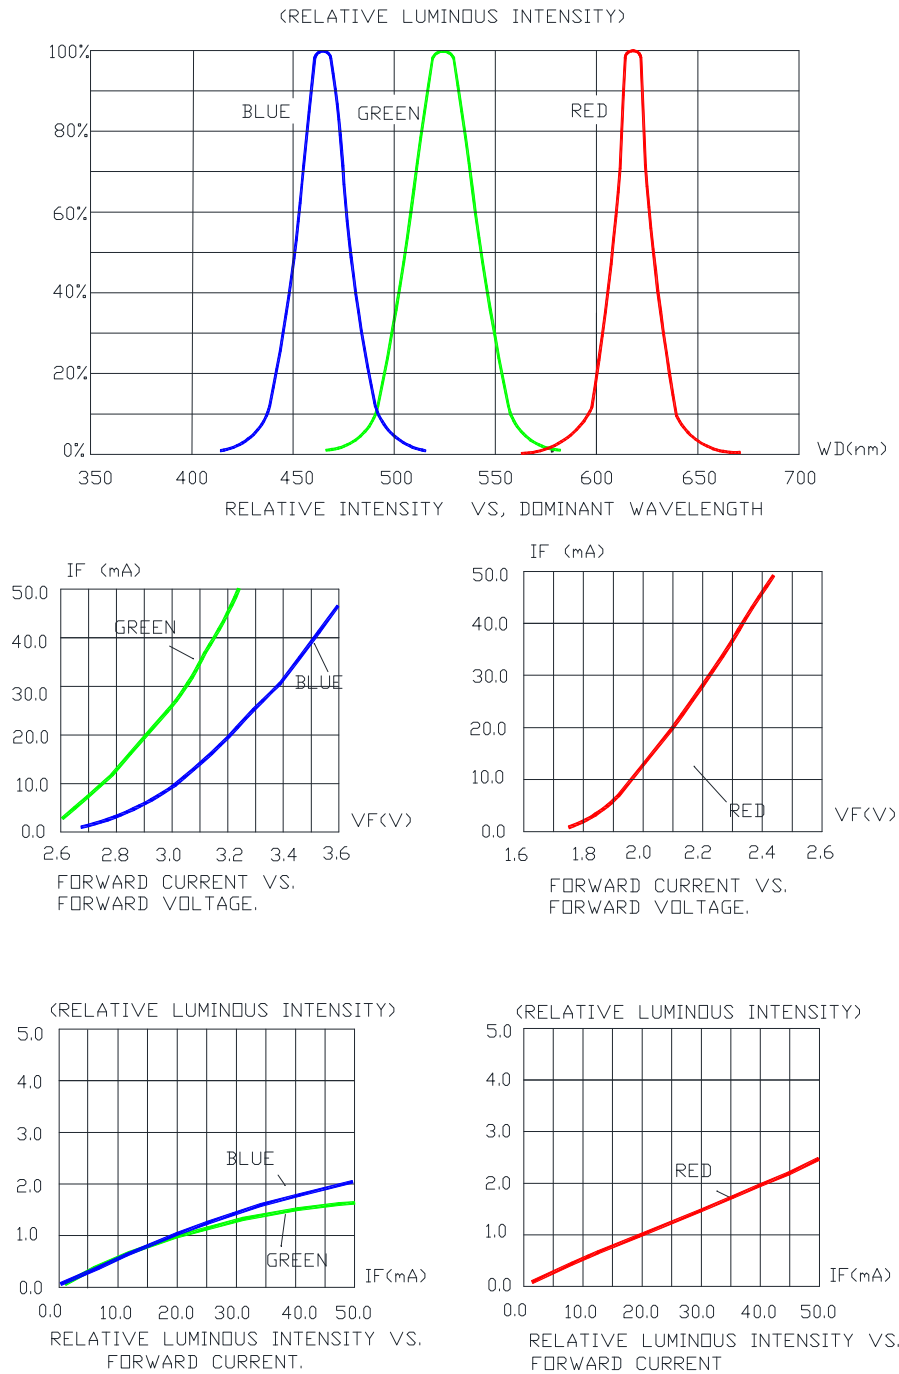 (RELATIVE LUMINOUS INTENSITY)
100%
BLUE GREEN RED
80%
60%
40%
20%
0% WD(nm)
350 400 450 500 550 600 650 700
RELATIVE INTENSITY VS, DOMINANT WAVELENGTH
IF (mA)
50.0
GREEN
40.0
BLUE
30.0
20.0
10.0
0.0 VF(V)
2.6 2.8 3.0 3.2 3.4 3.6
FORWARD CURRENT VS.
FORWARD VOLTAGE.
IF (mA)
50.0
40.0
30.0
20.0
10.0
RED
0.0 VF(V)
1.6 1.8 2.0 2.2 2.4 2.6
FORWARD CURRENT VS.
FORWARD VOLTAGE.
(RELATIVE LUMINOUS INTENSITY)
5.0
4.0
3.0
BLUE
2.0
1.0
GREEN
0.0 IF(mA)
0.0 10.0 20.0 30.0 40.0 50.0
RELATIVE LUMINOUS INTENSITY VS.
FORWARD CURRENT.
(RELATIVE LUMINOUS INTENSITY)
5.0
4.0
3.0
RED
2.0
1.0
0.0 IF(mA)
0.0 10.0 20.0 30.0 40.0 50.0
RELATIVE LUMINOUS INTENSITY VS.
FORWARD CURRENT